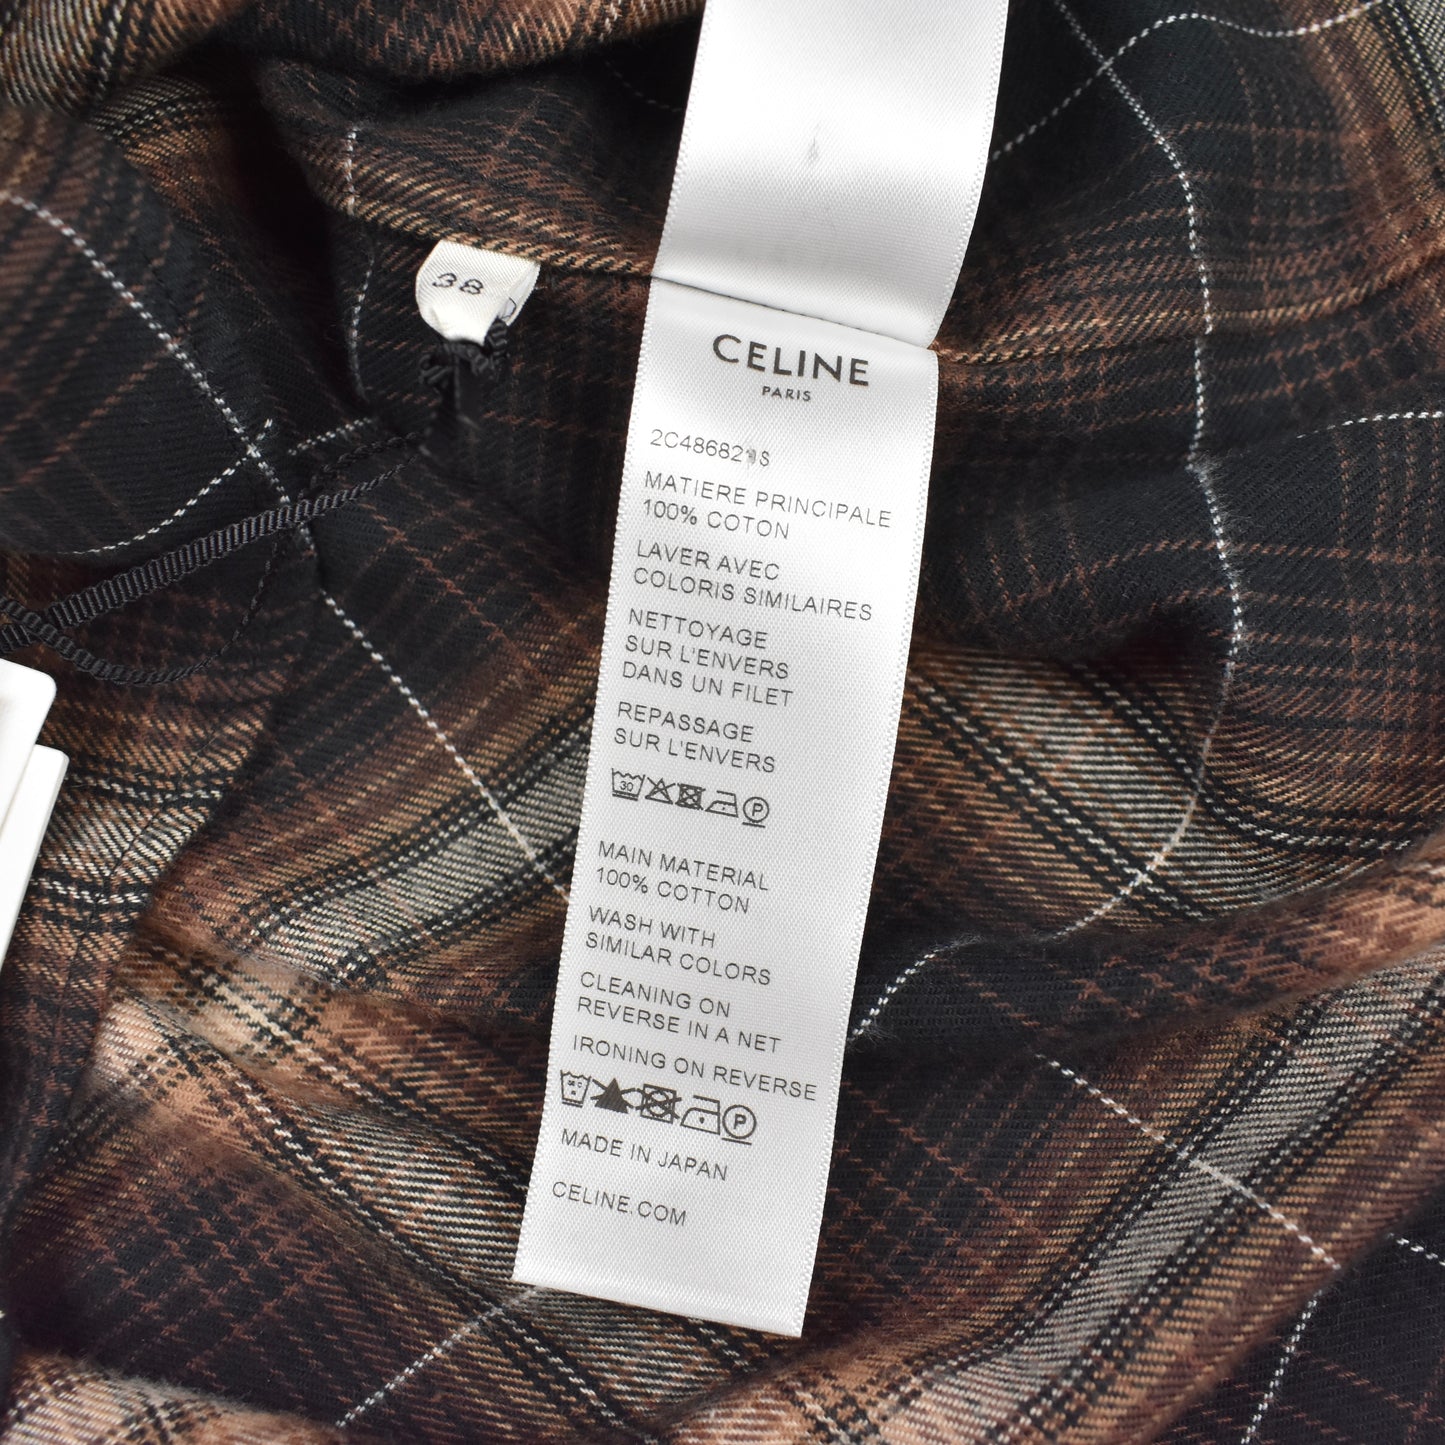 38
CELINE
PARIS
MATIERE PRINCIPALE
100% COTON
LAVER AVEC
COLORIS SIMILAIRES
NETTOYAGE
SUR L'ENVERS
DANS UN FILET
REPASSAGE
SUR L'ENVERS
30
P
MAIN MATERIAL
100% COTTON
WASH WITH
SIMILAR COLORS
CLEANING ON
REVERSE IN A NET
IRONING ON REVERSE
P
MADE IN JAPAN
CELINE.COM